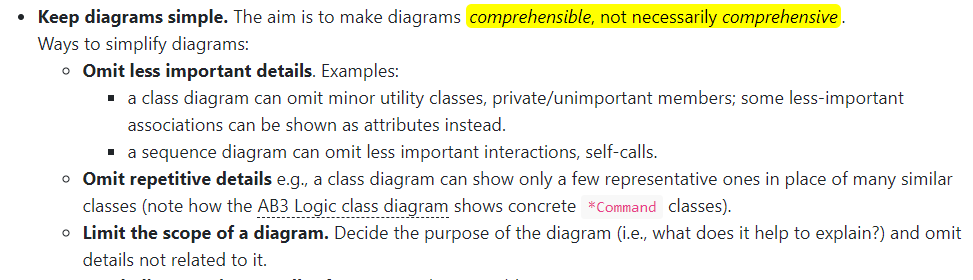 • Keep diagrams simple. The aim is to make diagrams comprehensible, not necessarily comprehensive.
Ways to simplify diagrams:
◦ Omit less important details. Examples:
▪ a class diagram can omit minor utility classes, private/unimportant members; some less-important
associations can be shown as attributes instead.
▪ a sequence diagram can omit less important interactions, self-calls.
◦ Omit repetitive details e.g., a class diagram can show only a few representative ones in place of many similar
classes (note how the AB3 Logic class diagram shows concrete *Command classes).
◦ Limit the scope of a diagram. Decide the purpose of the diagram (i.e., what does it help to explain?) and omit
details not related to it.